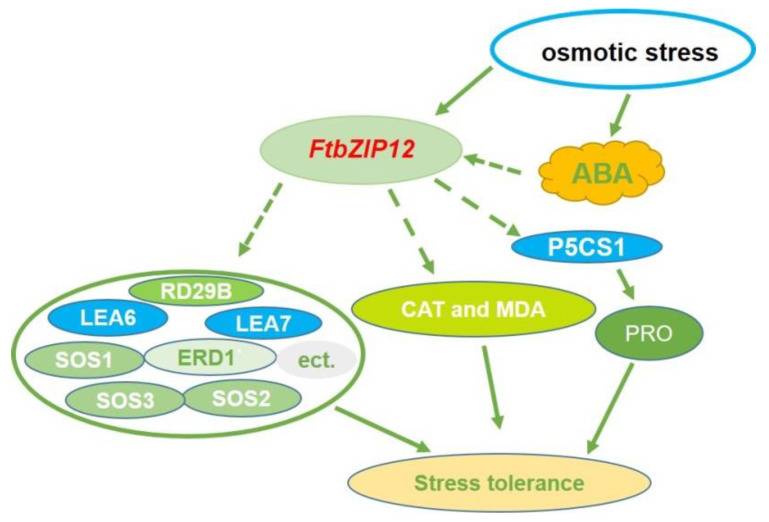 osmotic stress
FtbZIP12
ABA
P5CS1
RD29B
LEA6
LEA7
CAT and MDA
PRO
SOS1
ERD1
ect.
SOS3
SOS2
Stress tolerance